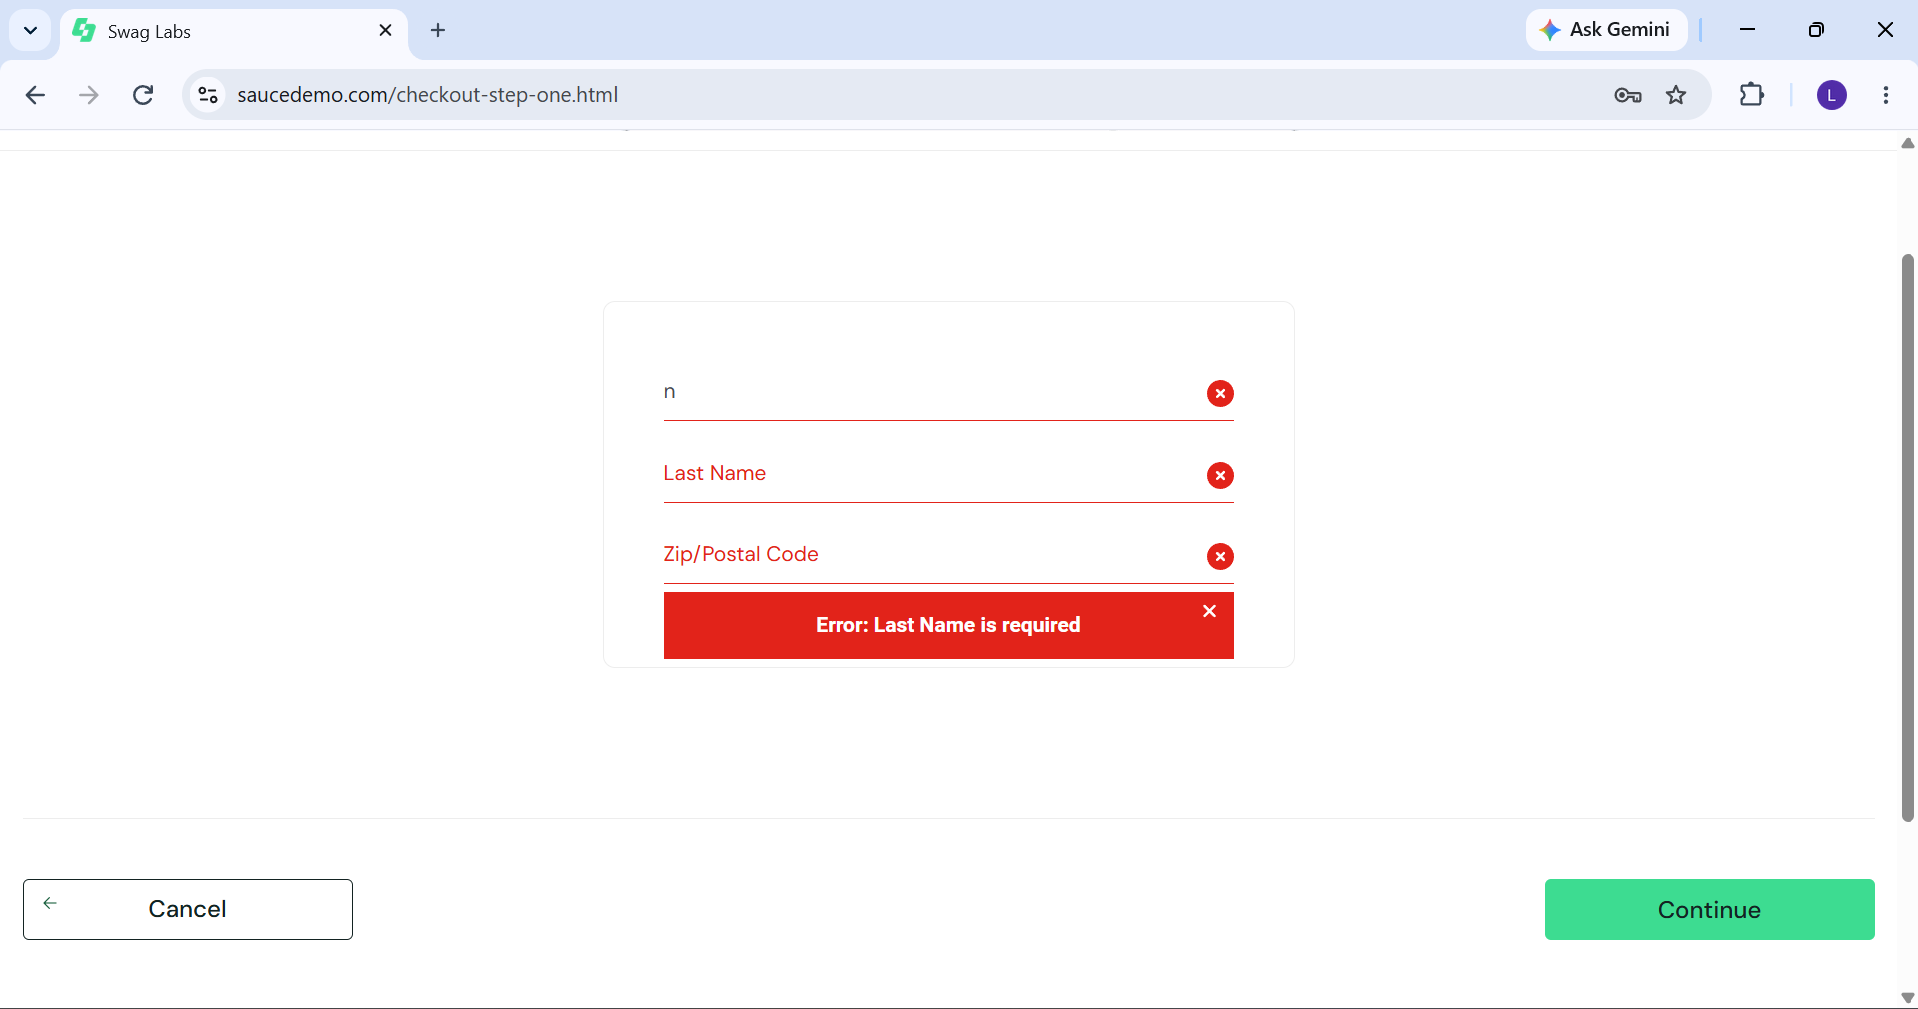 Swag Labs
Ask Gemini
saucedemo.com/checkout-step-one.html
L
n
Last Name
Zip/Postal Code
Error: Last Name is required
Cancel
Continue